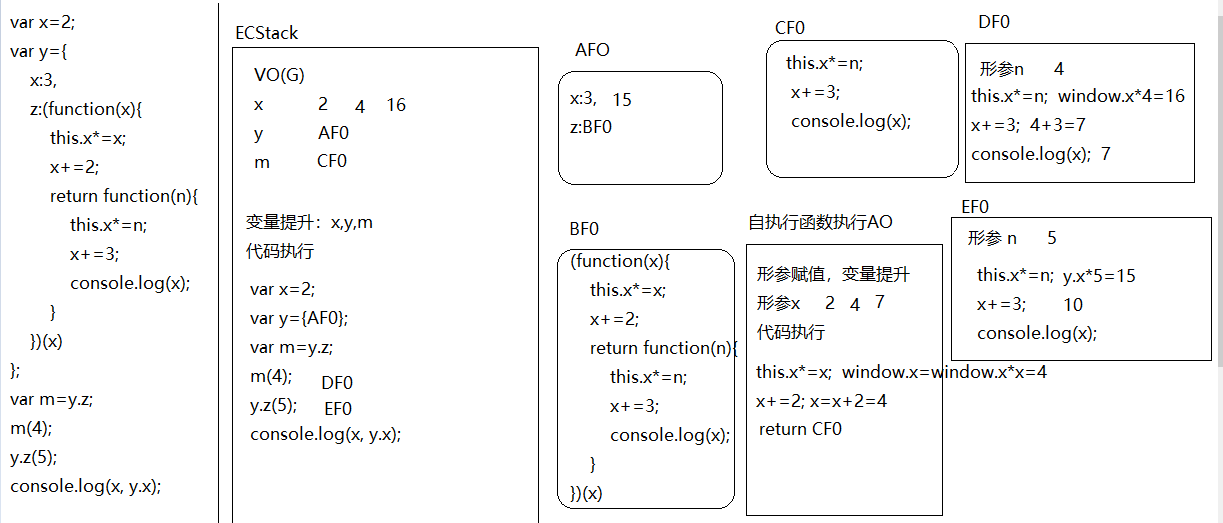 var x=2;
var y={
x:3,
z:(function(x){
this.x*=x;
x+=2;
return function(n){
this.x*=n;
x+=3;
console.log(x);
}
})(x)
};
var m=y.z;
m(4);
y.z(5);
console.log(x, y.x);
ECStack
VO(G)
x 2 4 16
y AF0
m CF0
变量提升：x,y,m
代码执行
var x=2;
var y={AF0};
var m=y.z;
m(4); DF0
y.z(5); EF0
console.log(x, y.x);
AFO
x:3, 15
z:BF0
BF0
(function(x){
this.x*=x;
x+=2;
return function(n){
this.x*=n;
x+=3;
console.log(x);
}
})(x)
CF0
this.x*=n;
x+=3;
console.log(x);
自执行函数执行AO
形参赋值，变量提升
形参x 2 4 7
代码执行
this.x*=x; window.x=window.x*x=4
x+=2; x=x+2=4
return CF0
DF0
形参n 4
this.x*=n; window.x*4=16
x+=3; 4+3=7
console.log(x); 7
EF0
形参 n 5
this.x*=n; y.x*5=15
x+=3; 10
console.log(x);